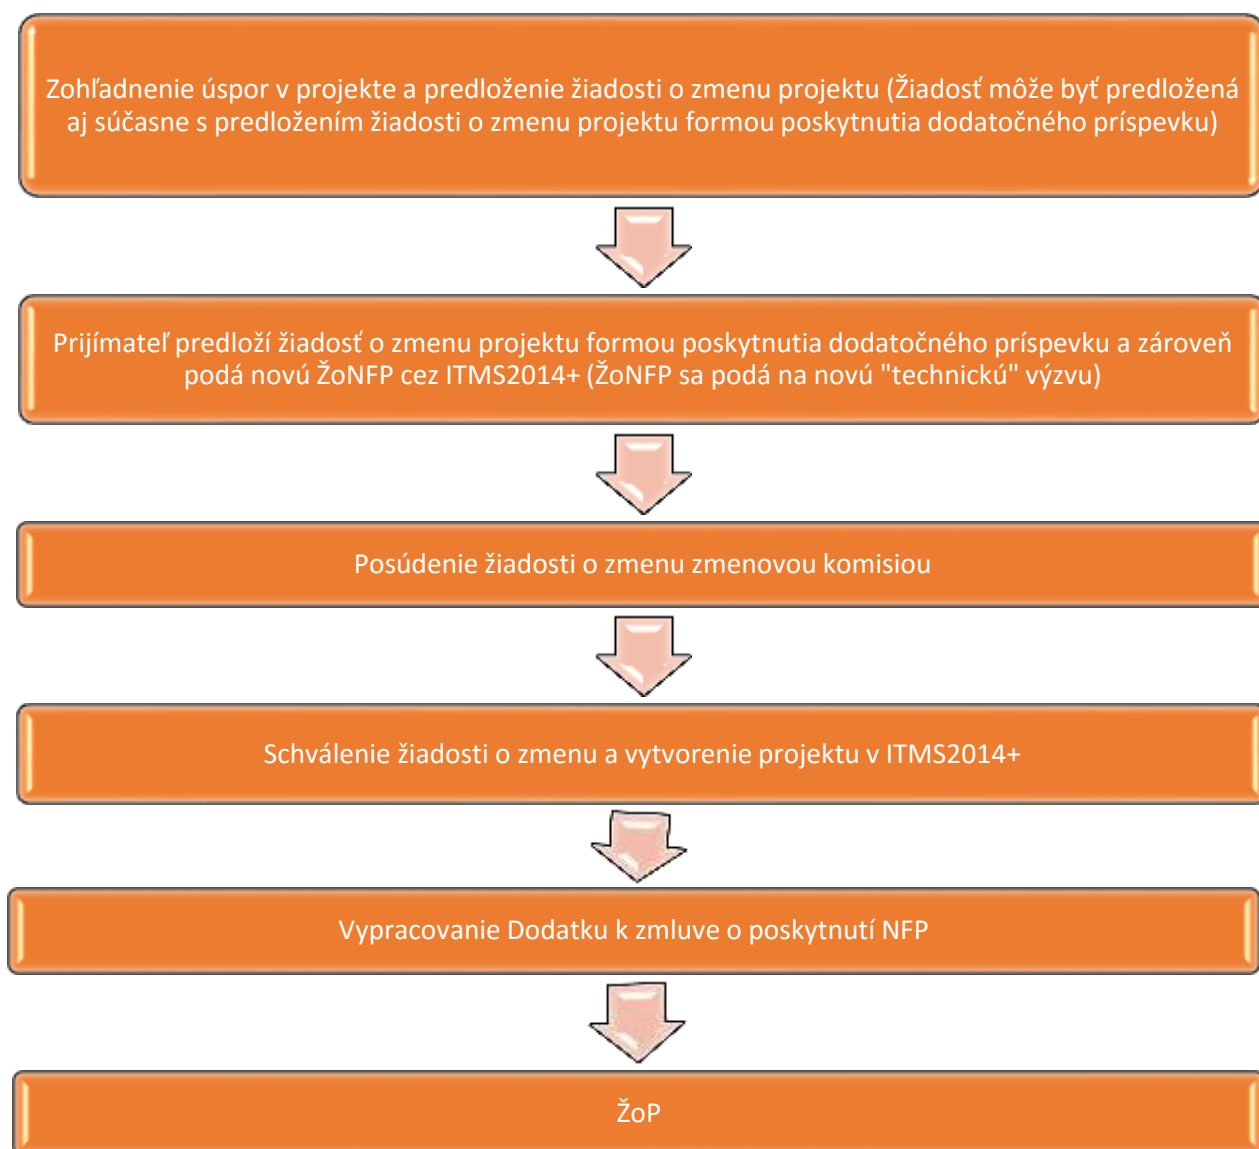 Zohľadnenie úspor v projekte a predloženie žiadosti o zmenu projektu (Žiadosť môže byť predložená
aj súčasne s predložením žiadosti o zmenu projektu formou poskytnutia dodatočného príspevku)
Prijímateľ predloží žiadosť o zmenu projektu formou poskytnutia dodatočného príspevku a zároveň
podá novú ŽoNFP cez ITMS2014+ (ŽoNFP sa podá na novú "technickú" výzvu)
Posúdenie žiadosti o zmenu zmenovou komisiou
Schválenie žiadosti o zmenu a vytvorenie projektu v ITMS2014+
Vypracovanie Dodatku k zmluve o poskytnutí NFP
ŽoP